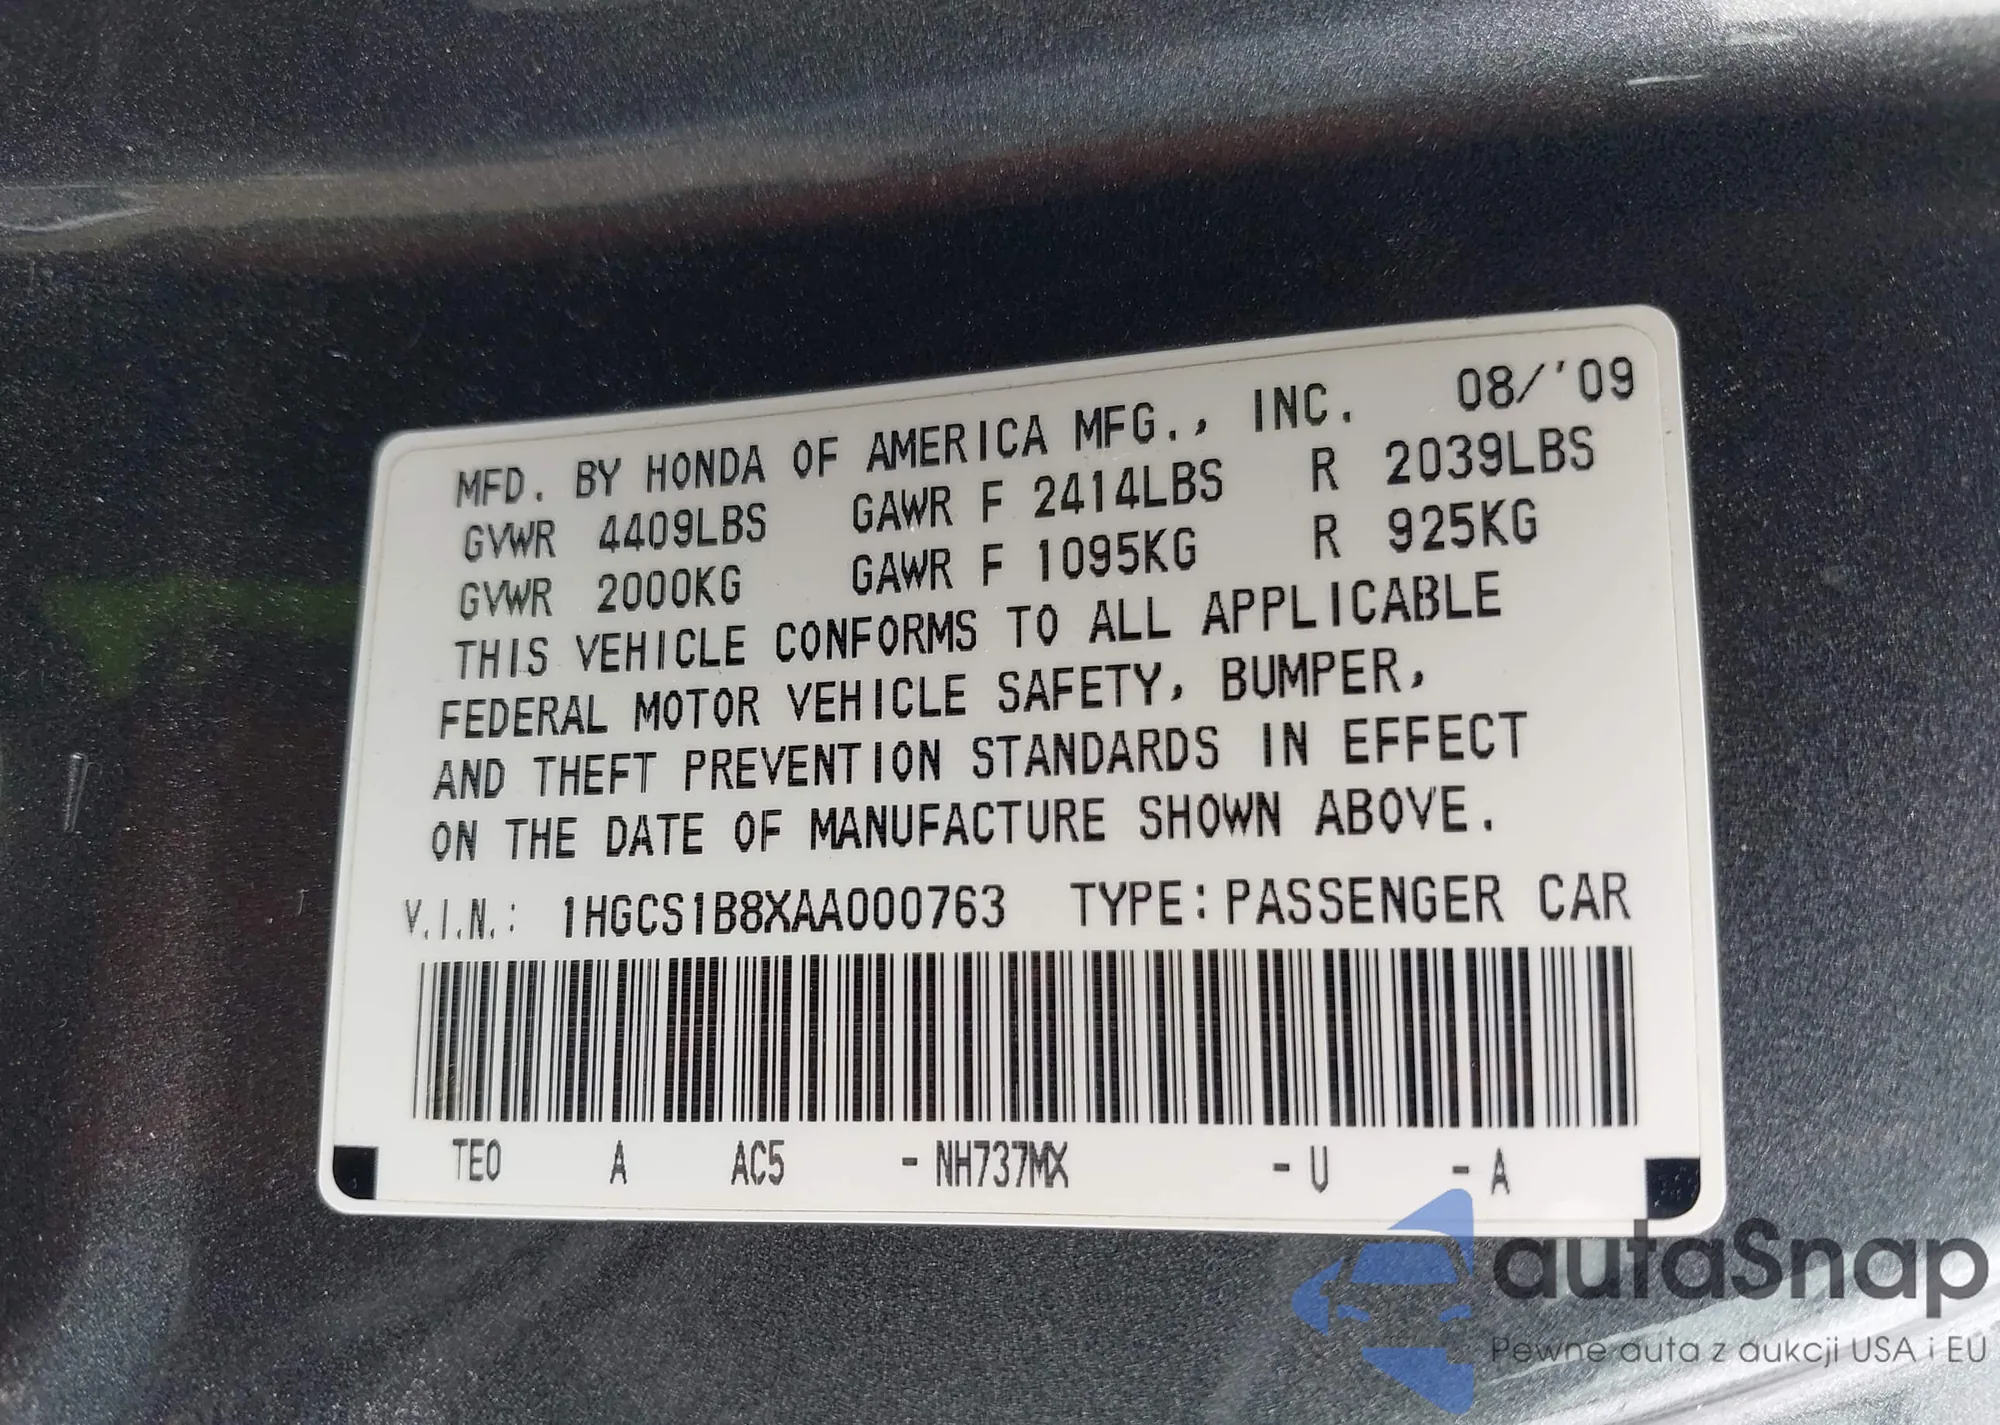 MFD. BY HONDA OF AMERICA MFG., INC. 08/'09
GVWR 4409LBS GAWR F 2414LBS R 2039LBS
GVWR 2000KG GAWR F 1095KG R 925KG
THIS VEHICLE CONFORMS TO ALL APPLICABLE
FEDERAL MOTOR VEHICLE SAFETY, BUMPER,
AND THEFT PREVENTION STANDARDS IN EFFECT
ON THE DATE OF MANUFACTURE SHOWN ABOVE.
V.I.N.: 1HGCS1B8XAA000763 TYPE: PASSENGER CAR
TE0 A AC5 - NH737MX - U - A
autaSnap
Pewne auta z aukcji USA i EU